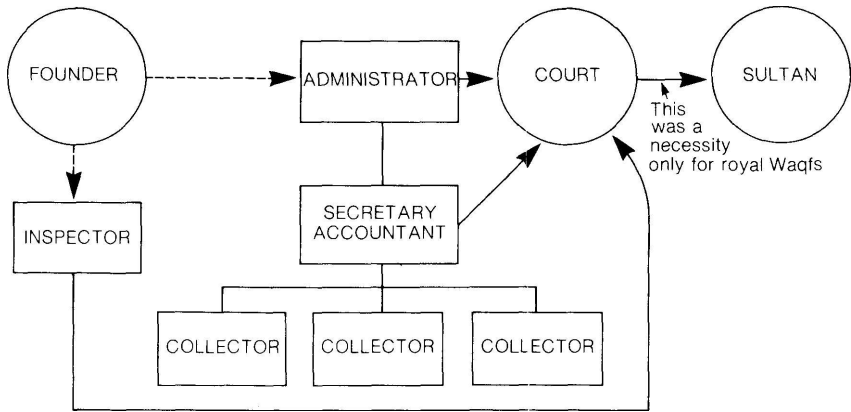 FOUNDER
ADMINISTRATOR
COURT
SULTAN
This
was a
necessity
only for royal Waqfs
INSPECTOR
SECRETARY
ACCOUNTANT
COLLECTOR
COLLECTOR
COLLECTOR